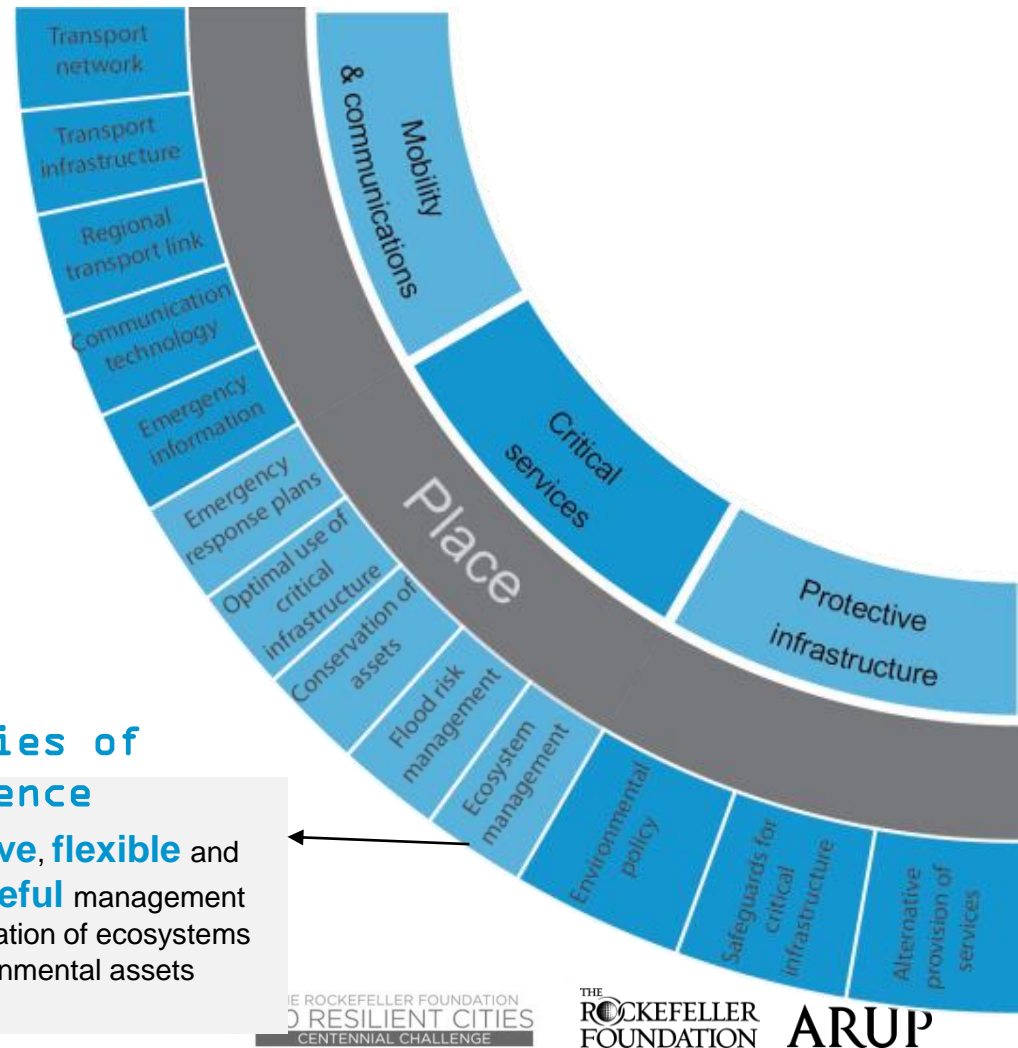 Transport
network
Transport
infrastructure
Regional
transport link
Communication
technology
Emergency
information
Emergency
response plans
Optimal use of
critical
infrastructure
Conservation of
assets
Flood risk
management
Ecosystem
management
Environmental
policy
Safeguards for
critical
infrastructure
Alternative
provision of
services
Place
Mobility
& communications
Critical
services
Protective
infrastructure
ies of
ence
ve, flexible and
eful management
ation of ecosystems
nmental assets
E ROCKEFELLER FOUNDATION
0 RESILIENT CITIES
CENTENNIAL CHALLENGE
THE
ROCKEFELLER
FOUNDATION
ARUP